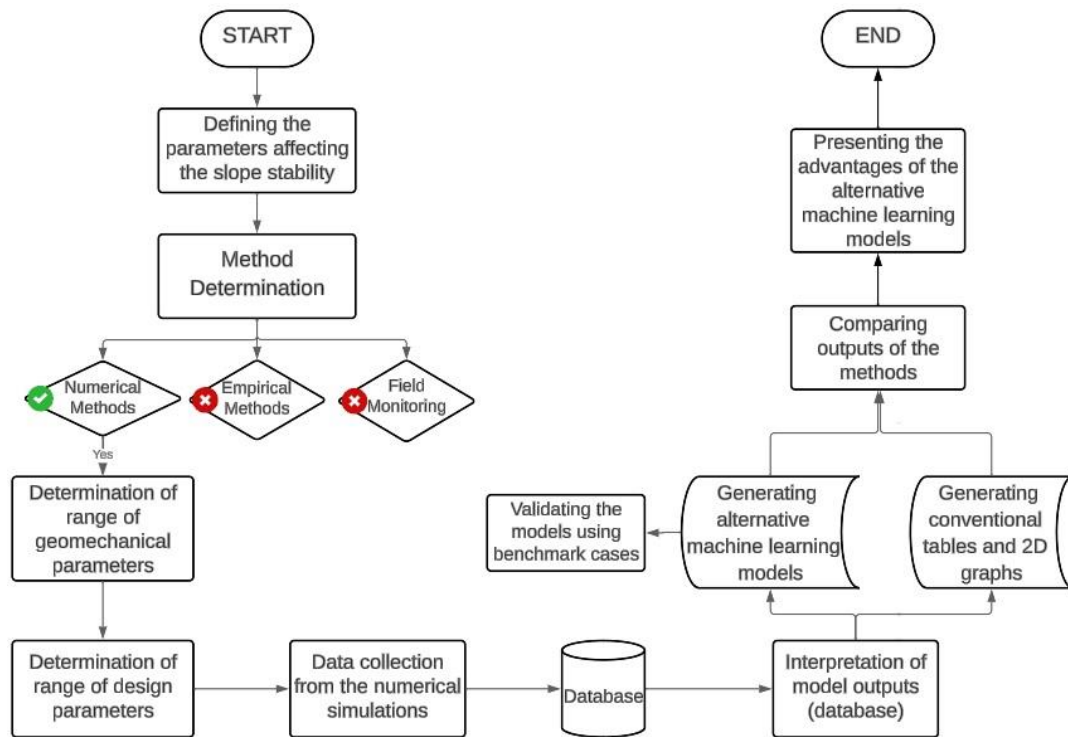 START
Defining the
parameters affecting
the slope stability
Method
Determination
Numerical
Methods
Empirical
Methods
Field
Monitoring
Yes
Determination of
range of
geomechanical
parameters
Determination of
range of design
parameters
Data collection
from the numerical
simulations
Database
Interpretation of
model outputs
(database)
Generating
alternative
machine learning
models
Validating the
models using
benchmark cases
Generating
conventional
tables and 2D
graphs
Comparing
outputs of the
methods
Presenting the
advantages of the
alternative
machine learning
models
END